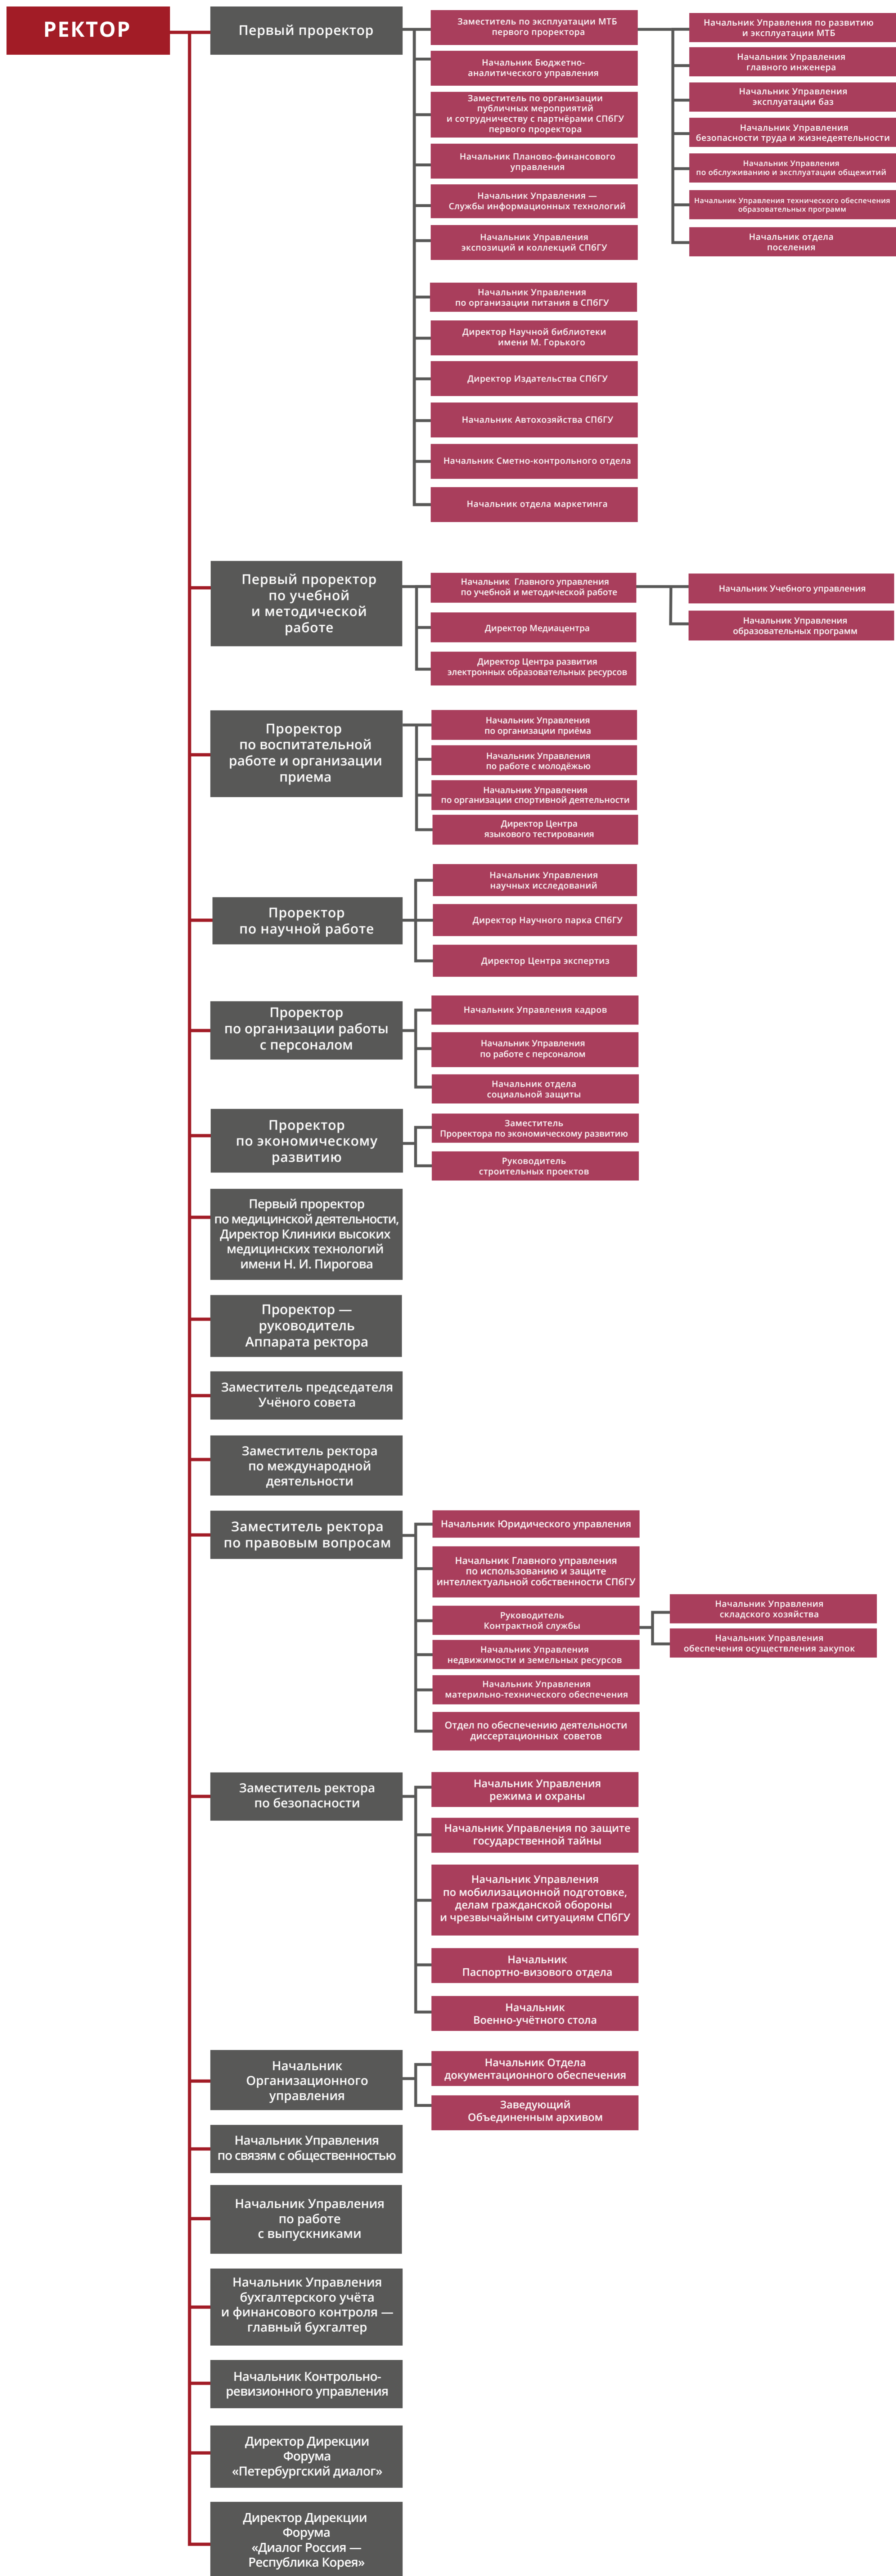 РЕКТОР
Первый проректор
Заместитель по эксплуатации МТБ
первого проректора
Начальник Управления по развитию
и эксплуатации МТБ
Начальник Управления
главного инженера
Начальник Управления
эксплуатации баз
Начальник Управления
безопасности труда и жизнедеятельности
Начальник Управления
по обслуживанию и эксплуатации общежитий
Начальник Управления технического обеспечения
образовательных программ
Начальник отдела
поселения
Начальник Бюджетно-
аналитического управления
Заместитель по организации
публичных мероприятий
и сотрудничеству с партнёрами СПбГУ
первого проректора
Начальник Планово-финансового
управления
Начальник Управления —
Службы информационных технологий
Начальник Управления
экспозиций и коллекций СПбГУ
Начальник Управления
по организации питания в СПбГУ
Директор Научной библиотеки
имени М. Горького
Директор Издательства СПбГУ
Начальник Автохозяйства СПбГУ
Начальник Сметно-контрольного отдела
Начальник отдела маркетинга
Первый проректор
по учебной
и методической
работе
Начальник Главного управления
по учебной и методической работе
Начальник Учебного управления
Начальник Управления
образовательных программ
Директор Медиацентра
Директор Центра развития
электронных образовательных ресурсов
Проректор
по воспитательной
работе и организации
приема
Начальник Управления
по организации приёма
Начальник Управления
по работе с молодёжью
Начальник Управления
по организации спортивной деятельности
Директор Центра
языкового тестирования
Проректор
по научной работе
Начальник Управления
научных исследований
Директор Научного парка СПбГУ
Директор Центра экспертиз
Проректор
по организации работы
с персоналом
Начальник Управления кадров
Начальник Управления
по работе с персоналом
Начальник отдела
социальной защиты
Проректор
по экономическому
развитию
Заместитель
Проректора по экономическому развитию
Руководитель
строительных проектов
Первый проректор
по медицинской деятельности,
Директор Клиники высоких
медицинских технологий
имени Н. И. Пирогова
Проректор —
руководитель
Аппарата ректора
Заместитель председателя
Учёного совета
Заместитель ректора
по международной
деятельности
Заместитель ректора
по правовым вопросам
Начальник Юридического управления
Начальник Главного управления
по использованию и защите
интеллектуальной собственности СПбГУ
Руководитель
Контрактной службы
Начальник Управления
складского хозяйства
Начальник Управления
обеспечения осуществления закупок
Начальник Управления
недвижимости и земельных ресурсов
Начальник Управления
материльно-технического обеспечения
Отдел по обеспечению деятельности
диссертационных советов
Заместитель ректора
по безопасности
Начальник Управления
режима и охраны
Начальник Управления по защите
государственной тайны
Начальник Управления
по мобилизационной подготовке,
делам гражданской обороны
и чрезвычайным ситуациям СПбГУ
Начальник
Паспортно-визового отдела
Начальник
Военно-учётного стола
Начальник
Организационного
управления
Начальник Отдела
документационного обеспечения
Заведующий
Объединенным архивом
Начальник Управления
по связям с общественностью
Начальник Управления
по работе
с выпускниками
Начальник Управления
бухгалтерского учёта
и финансового контроля —
главный бухгалтер
Начальник Контрольно-
ревизионного управления
Директор Дирекции
Форума
«Петербургский диалог»
Директор Дирекции
Форума
«Диалог Россия —
Республика Корея»